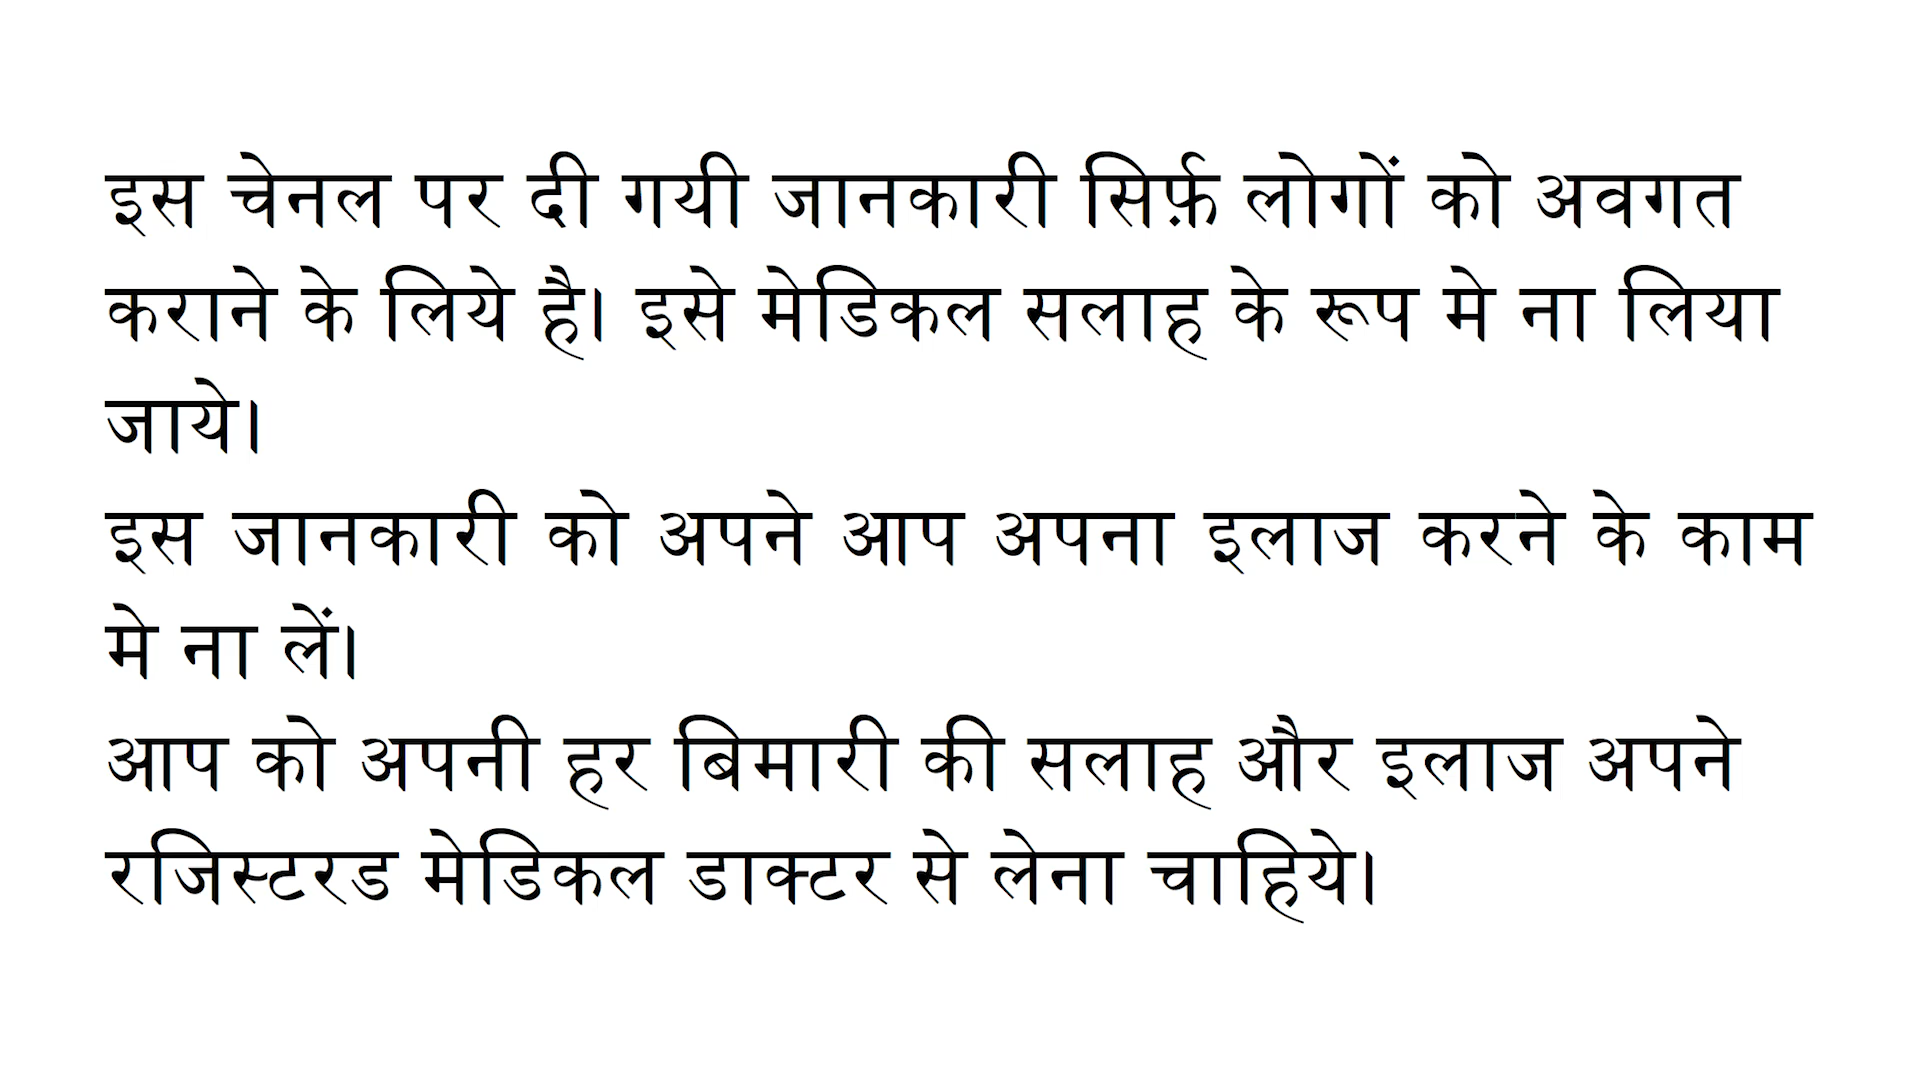 इस चेनल पर दी गयी जानकारी सिर्फ़ लोगों को अवगत
कराने के लिये है। इसे मेडिकल सलाह के रूप मे ना लिया
जाये।
इस जानकारी को अपने आप अपना इलाज करने के काम
मे ना लें।
आप को अपनी हर बिमारी की सलाह और इलाज अपने
रजिस्टरड मेडिकल डाक्टर से लेना चाहिये।